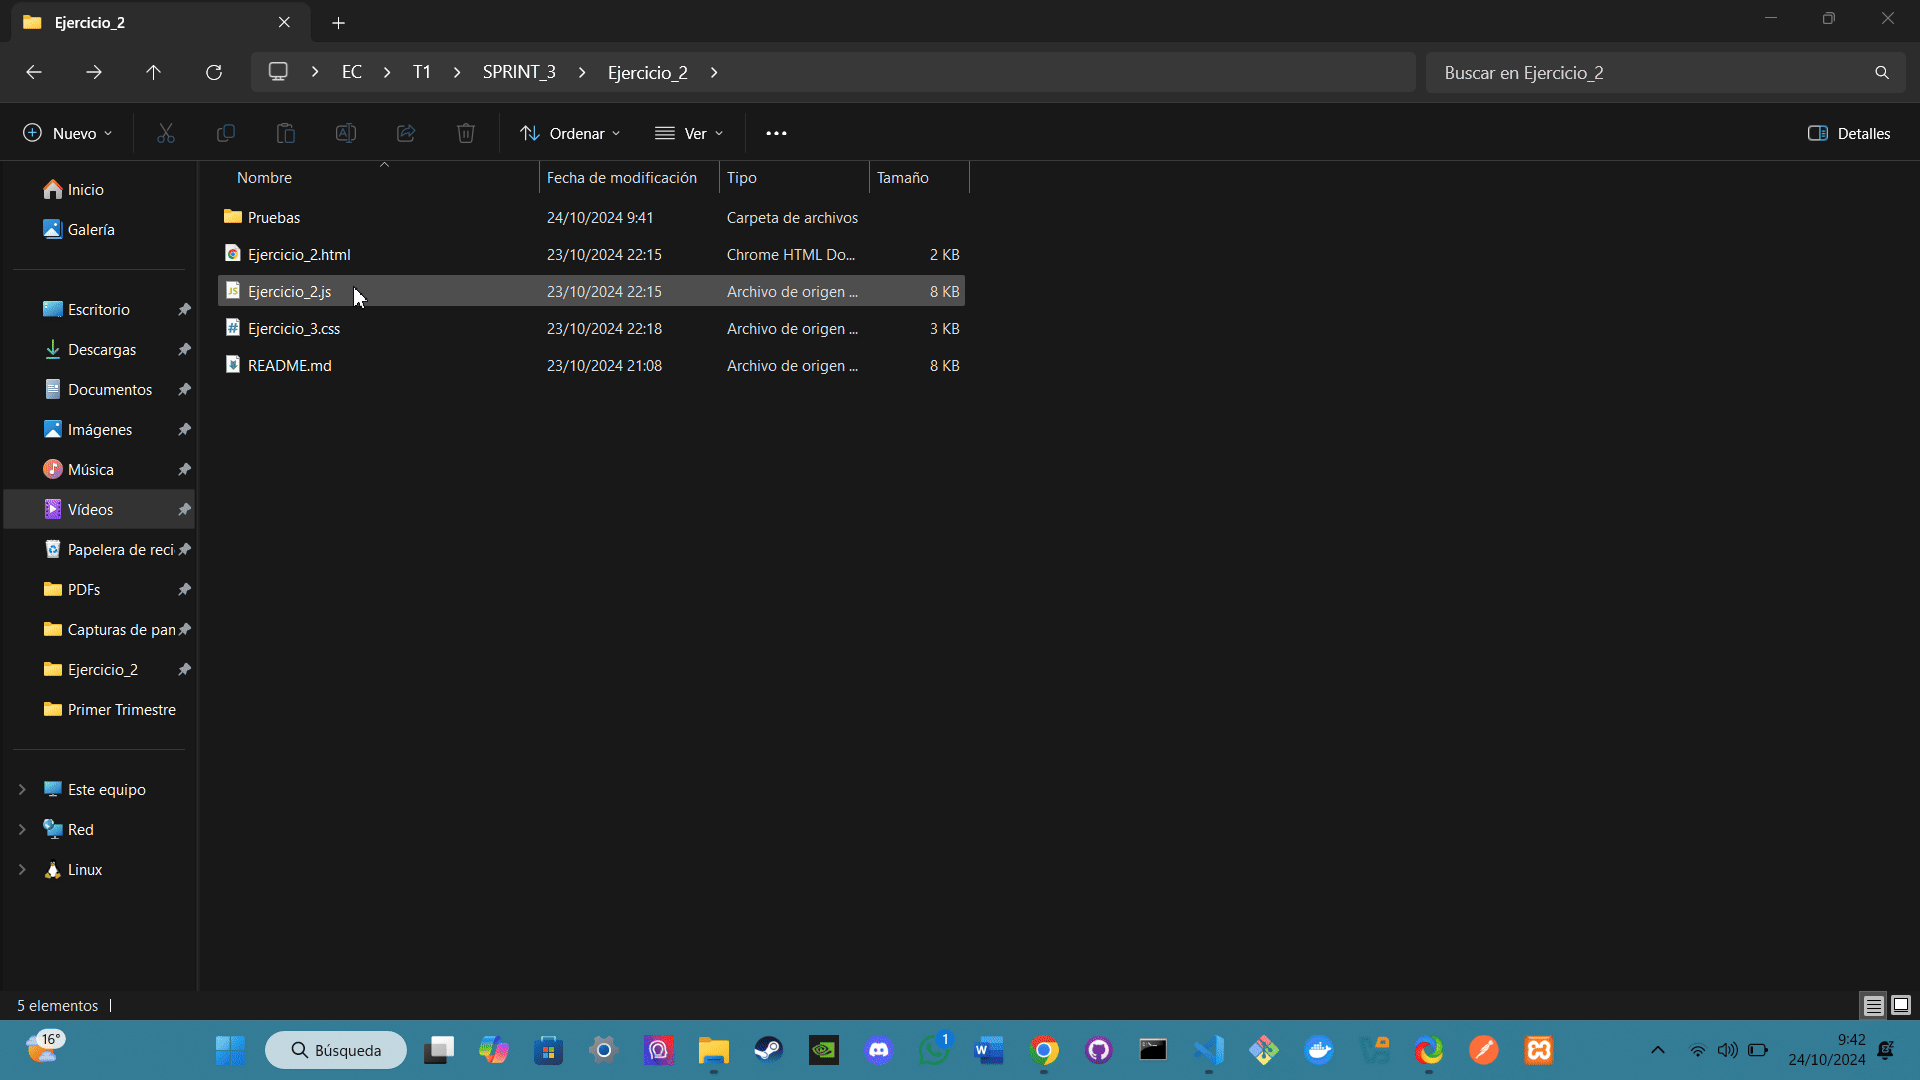 Ejercicio_2
EC
T1
SPRINT_3
Ejercicio_2
Buscar en Ejercicio_2
Nuevo
Ordenar
Ver
Detalles
Nombre
Fecha de modificación
Tipo
Tamaño
Pruebas
24/10/2024 9:41
Carpeta de archivos
Ejercicio_2.html
23/10/2024 22:15
Chrome HTML Do...
2 KB
Ejercicio_2.js
23/10/2024 22:15
Archivo de origen ...
8 KB
Ejercicio_3.css
23/10/2024 22:18
Archivo de origen ...
3 KB
README.md
23/10/2024 21:08
Archivo de origen ...
8 KB
Inicio
Galería
Escritorio
Descargas
Documentos
Imágenes
Música
Vídeos
Papelera de reci
PDFs
Capturas de pan
Ejercicio_2
Primer Trimestre
Este equipo
Red
Linux
5 elementos
16°
Búsqueda
1
9:42
24/10/2024